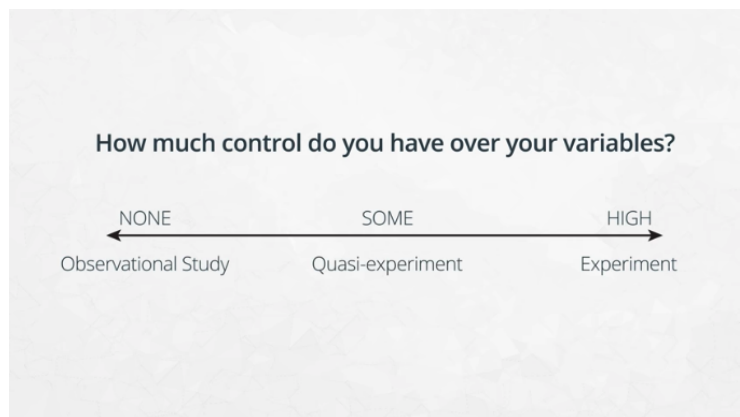 How much control do you have over your variables?
NONE SOME HIGH
Observational Study Quasi-experiment Experiment